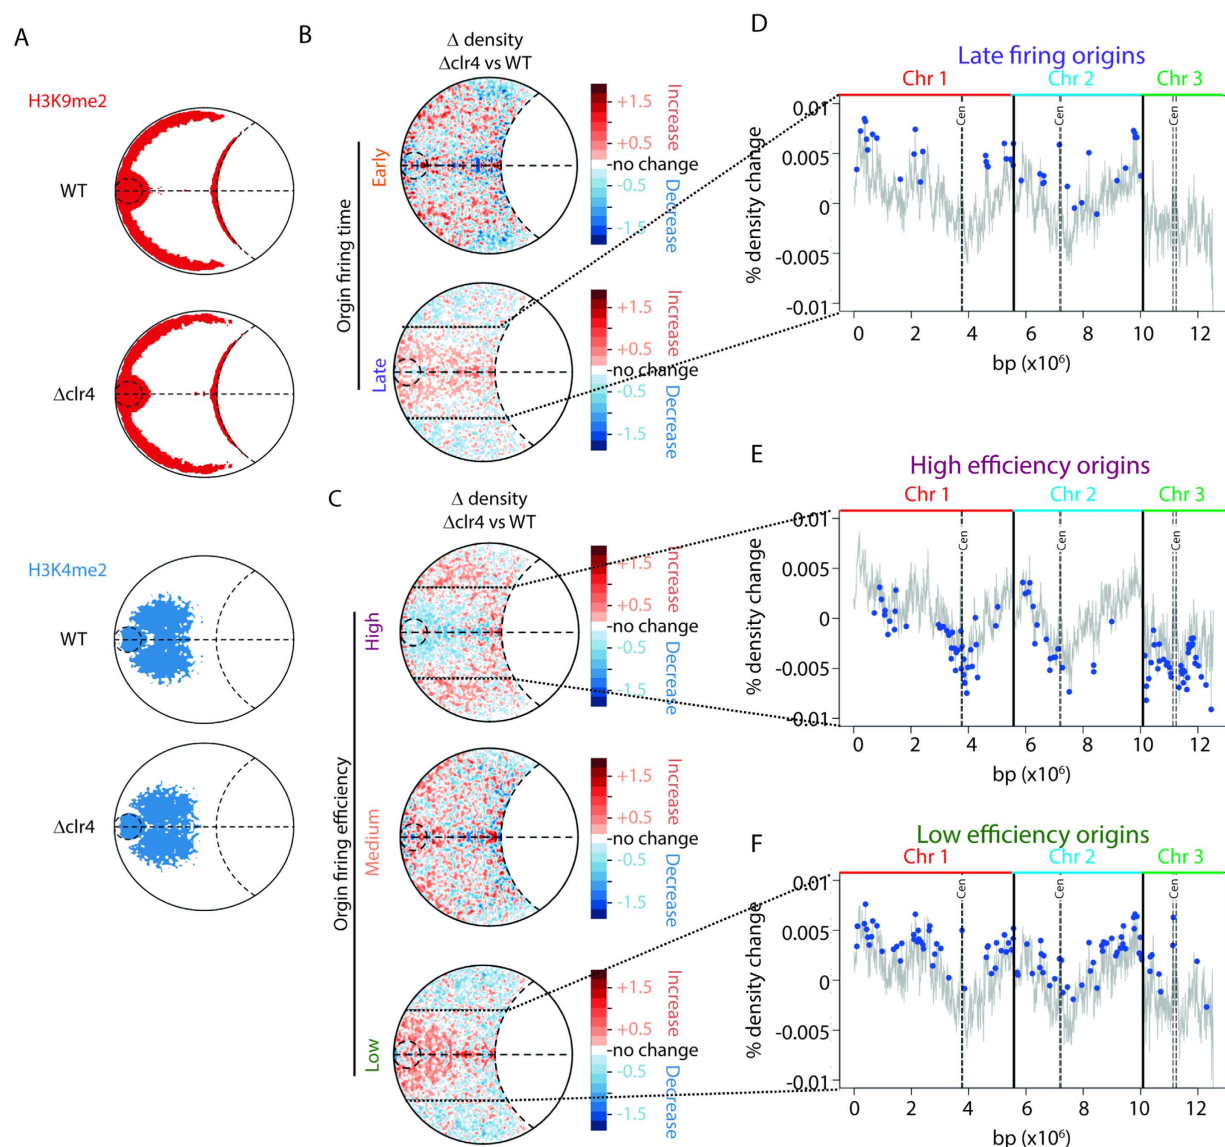 A
H3K9me2
WT
Δclr4
H3K4me2
WT
Δclr4
B
Δ density
Δclr4 vs WT
Orgin firing time
Early
+1.5
+0.5
no change
-0.5
-1.5
Increase
Decrease
Late
+1.5
+0.5
no change
-0.5
-1.5
Increase
Decrease
C
Δ density
Δclr4 vs WT
Orgin firing efficiency
High
+1.5
+0.5
no change
-0.5
-1.5
Increase
Decrease
Medium
+1.5
+0.5
no change
-0.5
-1.5
Increase
Decrease
Low
+1.5
+0.5
no change
-0.5
-1.5
Increase
Decrease
D
Late firing origins
Chr 1 Chr 2 Chr 3
% density change
0.01
0.005
0
-0.005
-0.01
Cen Cen Cen
0 2 4 6 8 10 12
bp (x10⁶)
E
High efficiency origins
Chr 1 Chr 2 Chr 3
% density change
0.01
0.005
0
-0.005
-0.01
Cen Cen Cen
0 2 4 6 8 10 12
bp (x10⁶)
F
Low efficiency origins
Chr 1 Chr 2 Chr 3
% density change
0.01
0.005
0
-0.005
-0.01
Cen Cen Cen
0 2 4 6 8 10 12
bp (x10⁶)